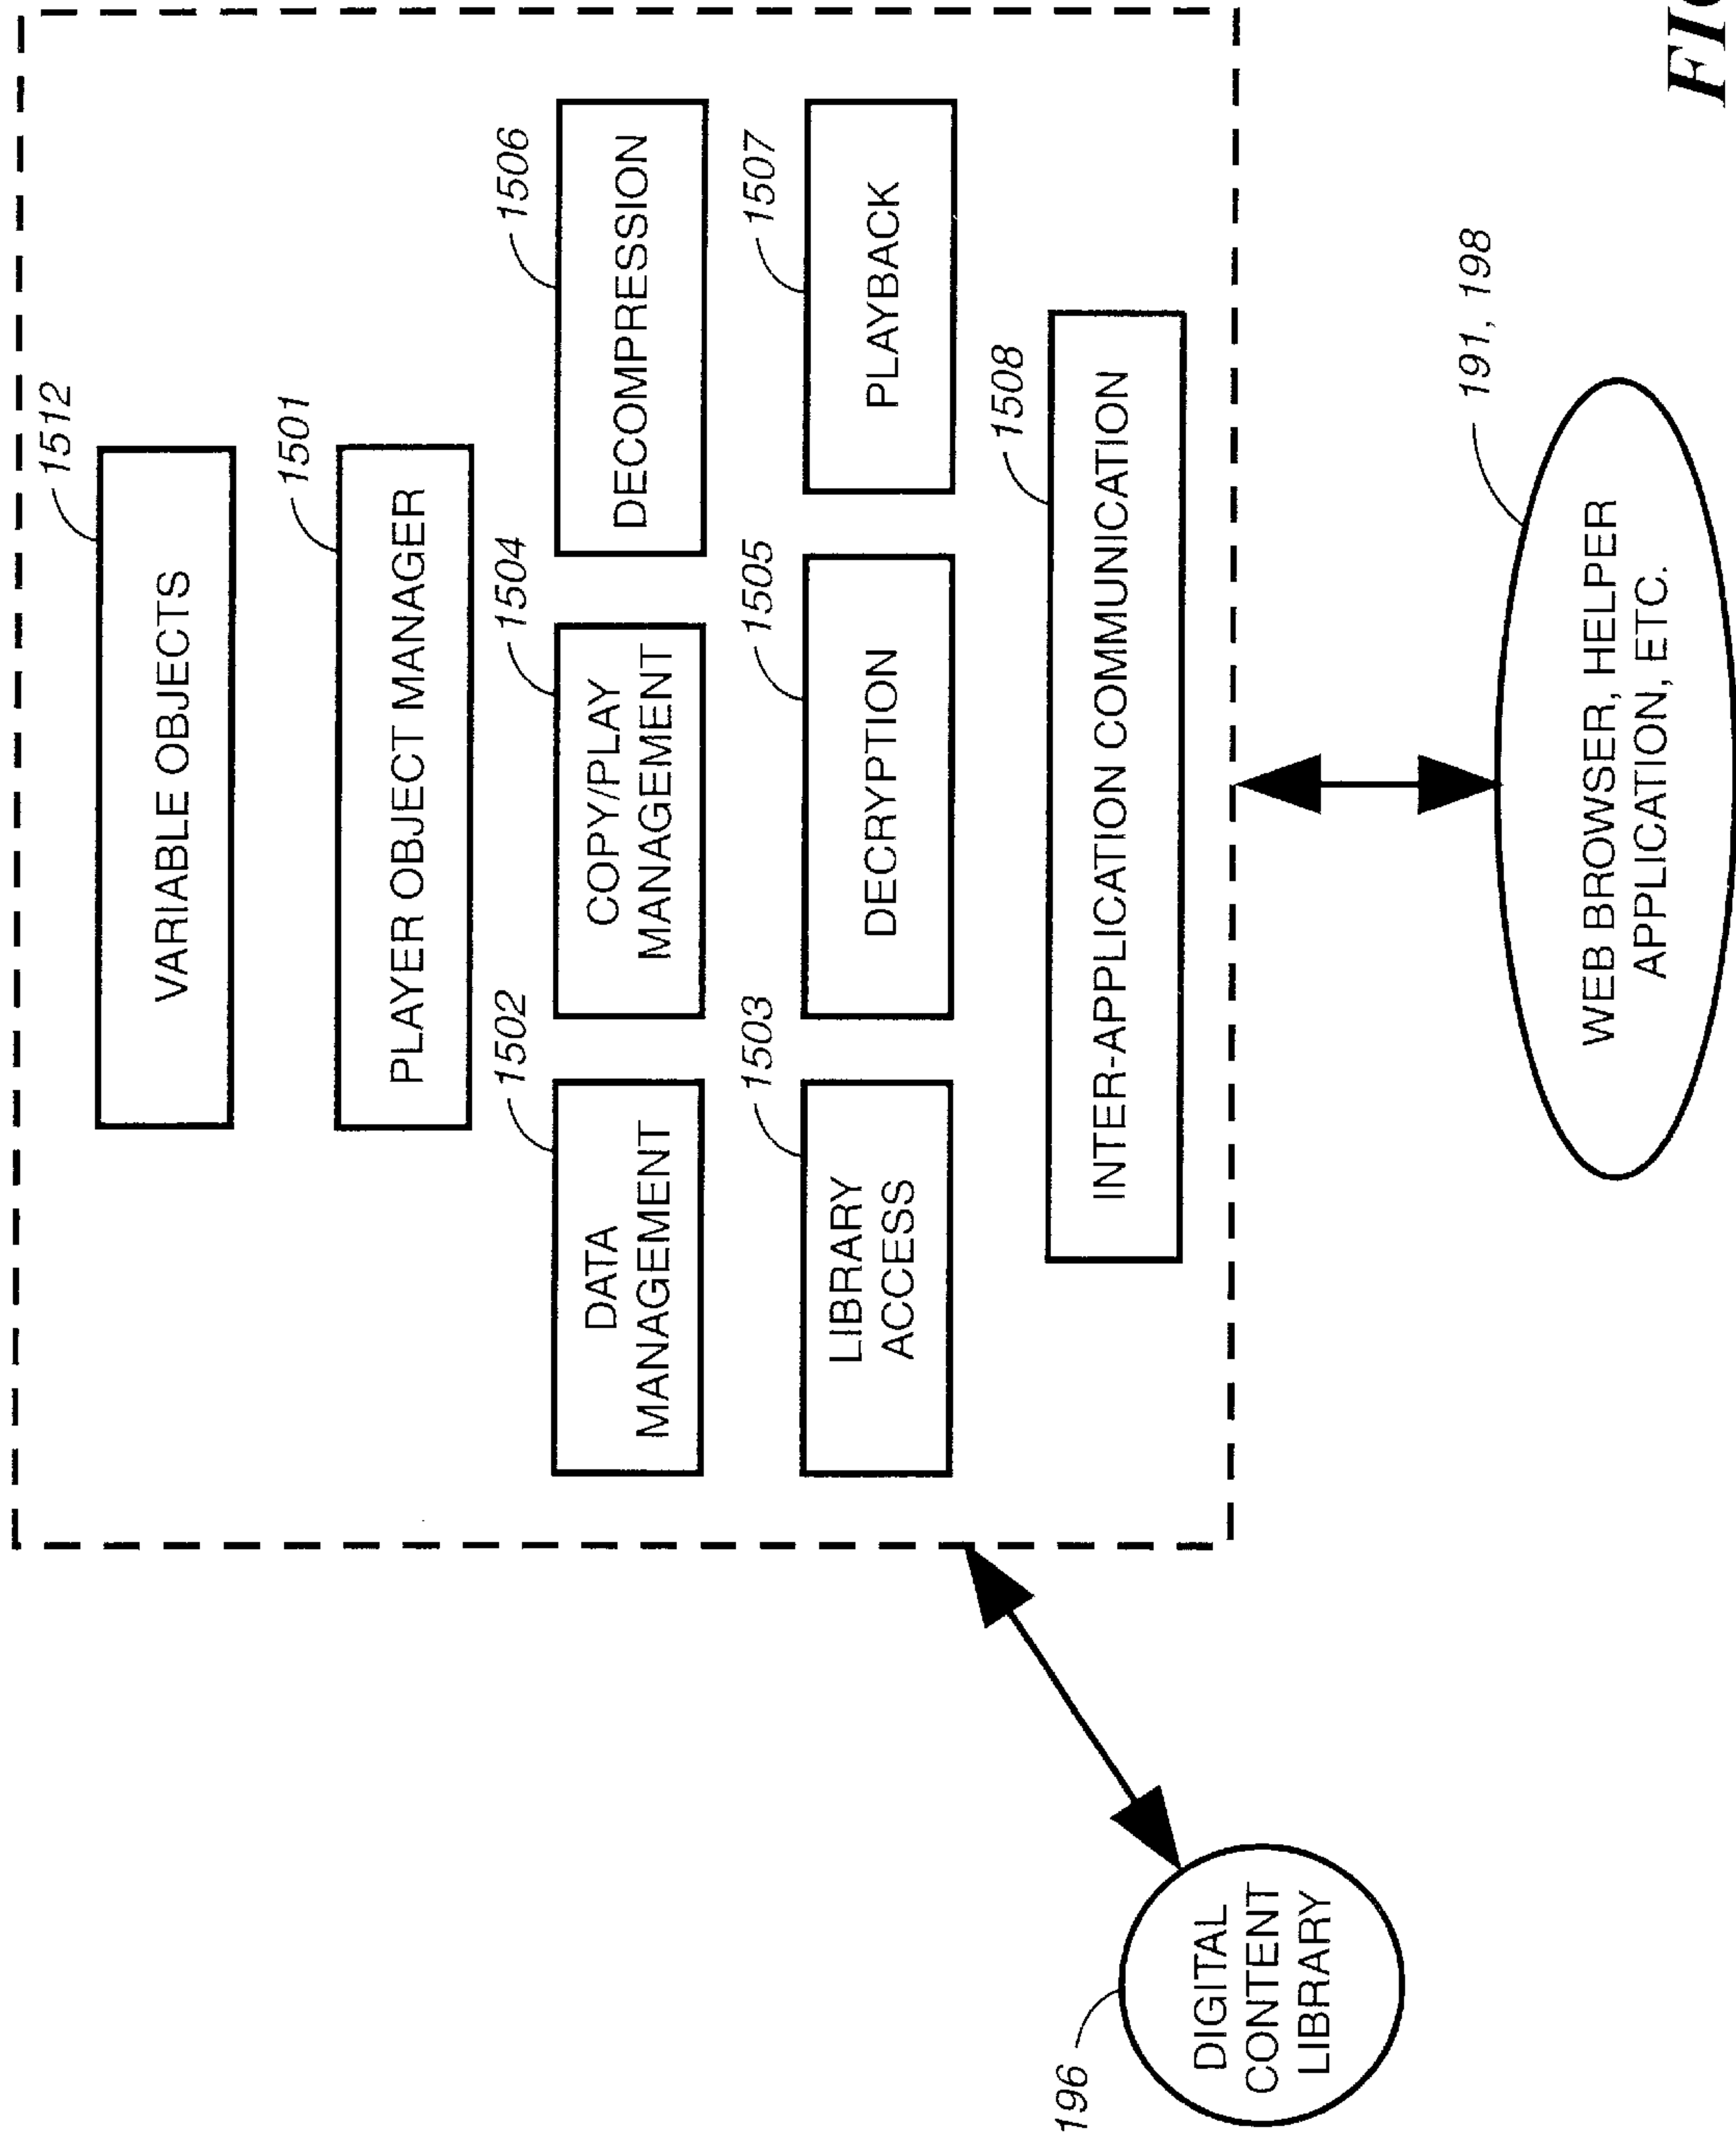 1512
VARIABLE OBJECTS
1501
PLAYER OBJECT MANAGER
1502
DATA
MANAGEMENT
1504
COPY/PLAY
MANAGEMENT
1506
DECOMPRESSION
1503
LIBRARY
ACCESS
1505
DECRYPTION
1507
PLAYBACK
1508
INTER-APPLICATION COMMUNICATION
196
DIGITAL
CONTENT
LIBRARY
191, 198
WEB BROWSER, HELPER
APPLICATION, ETC.